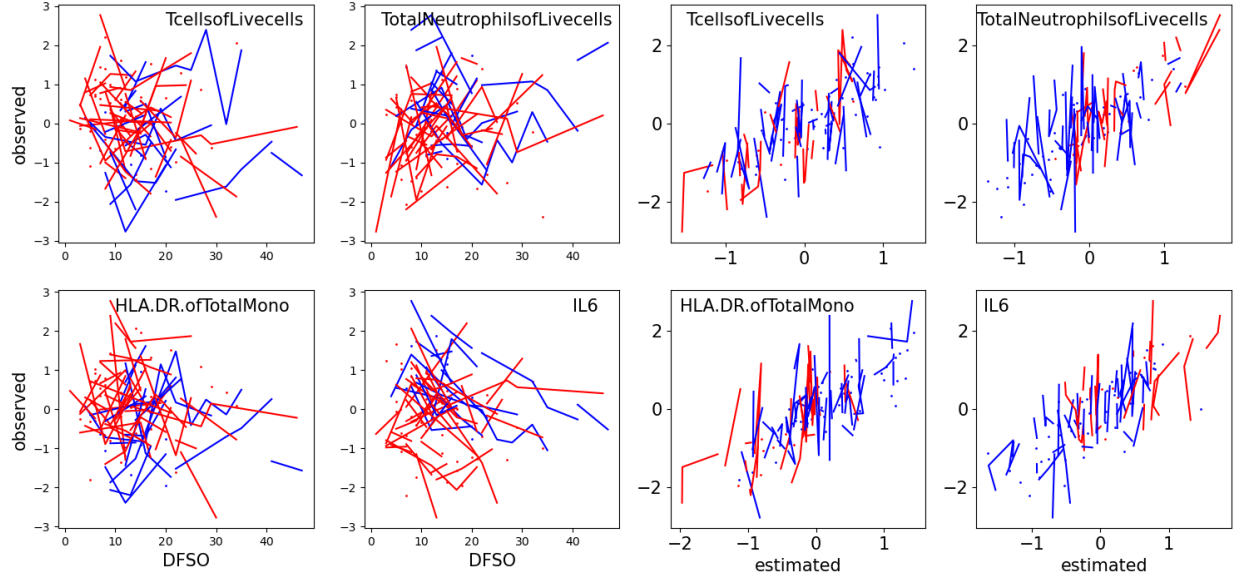 TcellsofLivecells
TotalNeutrophilsofLivecells
TcellsofLivecells
TotalNeutrophilsofLivecells
observed
3
2
1
0
−1
−2
−3
0 10 20 30 40
3
2
1
0
−1
−2
−3
0 10 20 30 40
2
0
−2
−1 0 1
2
0
−2
−1 0 1
HLA.DR.ofTotalMono
IL6
HLA.DR.ofTotalMono
IL6
observed
3
2
1
0
−1
−2
−3
0 10 20 30 40
DFSO
3
2
1
0
−1
−2
−3
0 10 20 30 40
DFSO
2
0
−2
−2 −1 0 1
estimated
2
0
−2
−1 0 1
estimated